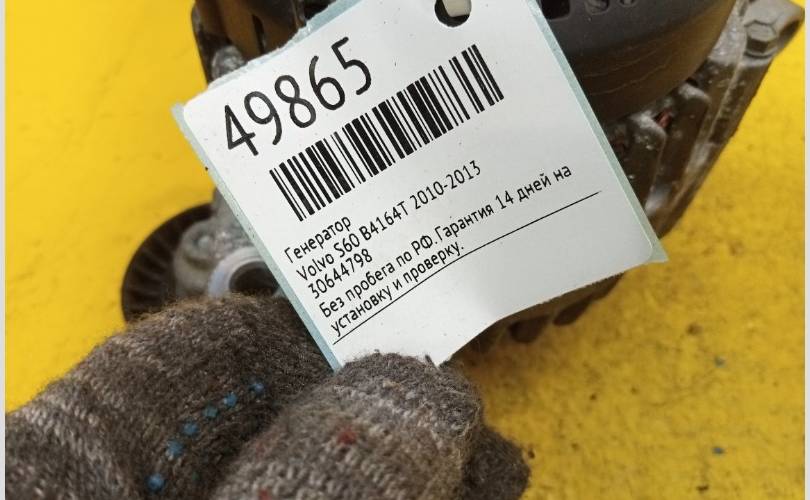 49865
Генератор
Volvo S60 B4164T 2010-2013
30644798
Без пробега по РФ.Гарантия 14 дней на
установку и проверку.